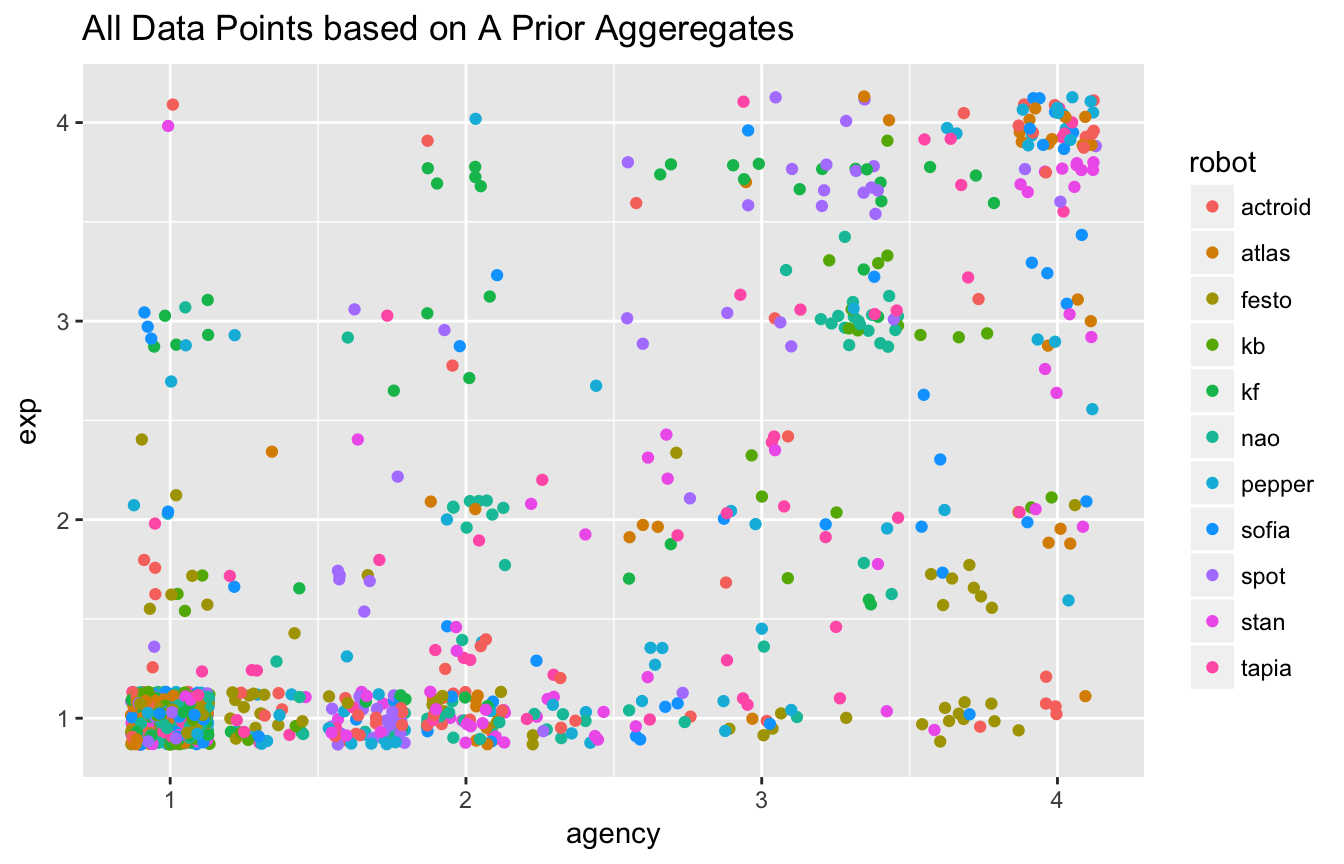 All Data Points based on A Prior Aggeregates
4
3
2
1
exp
1
2
3
4
agency
robot
actroid
atlas
festo
kb
kf
nao
pepper
sofia
spot
stan
tapia